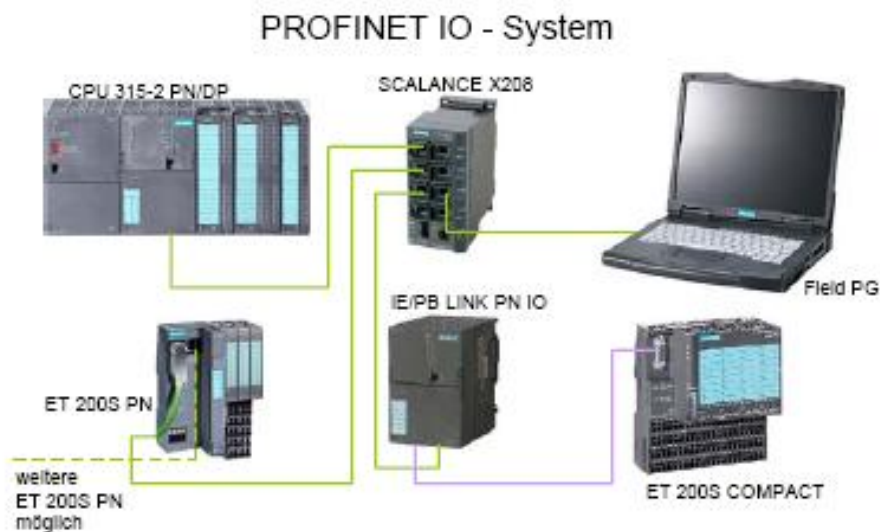 PROFINET IO - System
CPU 315-2 PN/DP
SCALANCE X208
Field PG
IE/PB LINK PN IO
ET 200S PN
weitere
ET 200S PN
möglich
ET 200S COMPACT